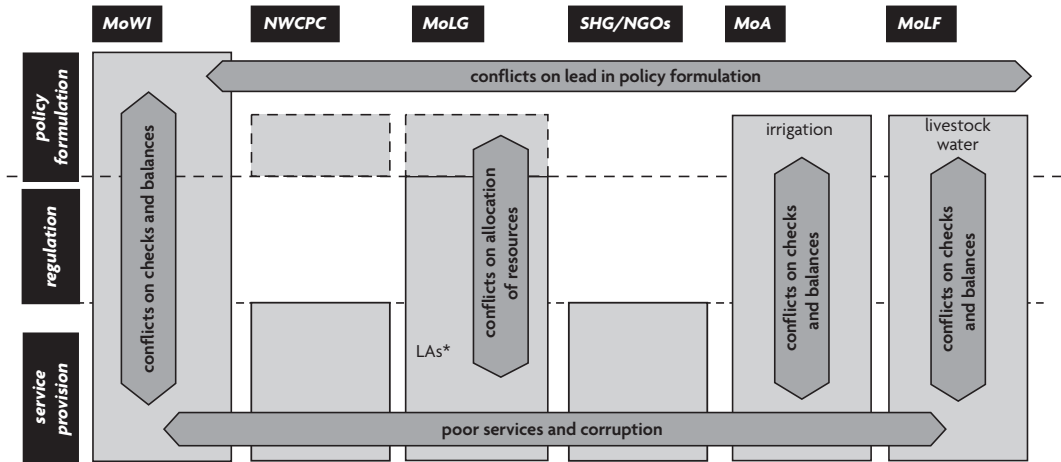 MoWI
NWCPC
MoLG
SHG/NGOs
MoA
MoLF
policy
formulation
conflicts on lead in policy formulation
irrigation
livestock
water
regulation
conflicts on checks and balances
conflicts on allocation
of resources
conflicts on checks
and balances
conflicts on checks
and balances
LAs*
service
provision
poor services and corruption